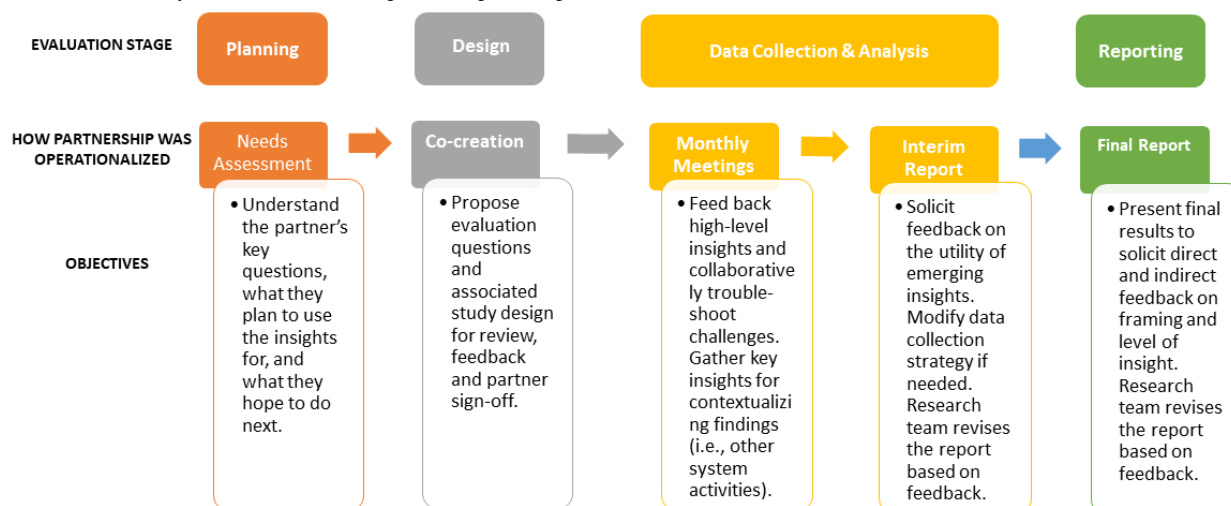 EVALUATION STAGE
Planning
Design
Data Collection & Analysis
Reporting
HOW PARTNERSHIP WAS
OPERATIONALIZED
Needs
Assessment
Co-creation
Monthly
Meetings
Interim
Report
Final Report
OBJECTIVES
• Understand
the partner’s
key
questions,
what they
plan to use
the insights
for, and
what they
hope to do
next.
• Propose
evaluation
questions
and
associated
study design
for review,
feedback
and partner
sign-off.
• Feed back
high-level
insights and
collaborative
ly trouble-
shoot
challenges.
Gather key
insights for
contextualizi
ng findings
(i.e., other
system
activities).
• Solicit
feedback on
the utility of
emerging
insights.
Modify data
collection
strategy if
needed.
Research
team revises
the report
based on
feedback.
• Present final
results to
solicit direct
and indirect
feedback on
framing and
level of
insight.
Research
team revises
the report
based on
feedback.